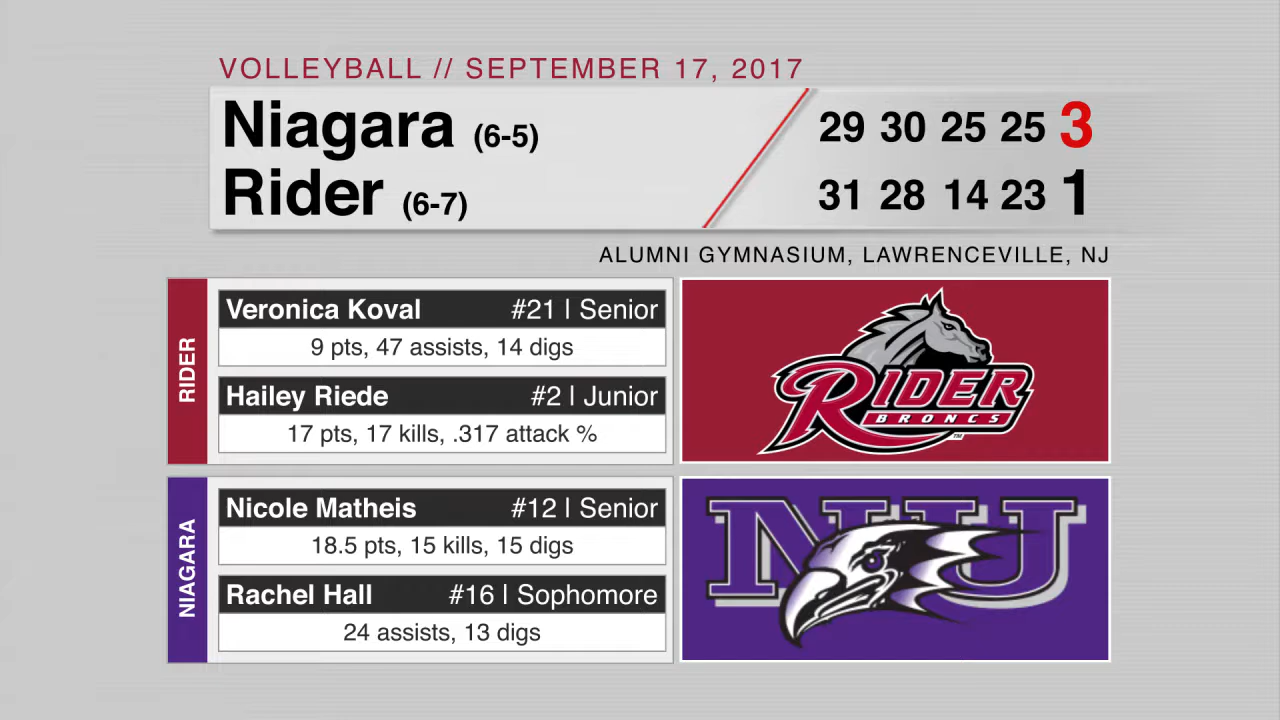 VOLLEYBALL // SEPTEMBER 17, 2017
Niagara (6-5) 29 30 25 25 3
Rider (6-7) 31 28 14 23 1
ALUMNI GYMNASIUM, LAWRENCEVILLE, NJ
RIDER
Veronica Koval #21 | Senior
9 pts, 47 assists, 14 digs
Hailey Riede #2 | Junior
17 pts, 17 kills, .317 attack %
RIDER
BRONCS
TM
NIAGARA
Nicole Matheis #12 | Senior
18.5 pts, 15 kills, 15 digs
Rachel Hall #16 | Sophomore
24 assists, 13 digs
NU